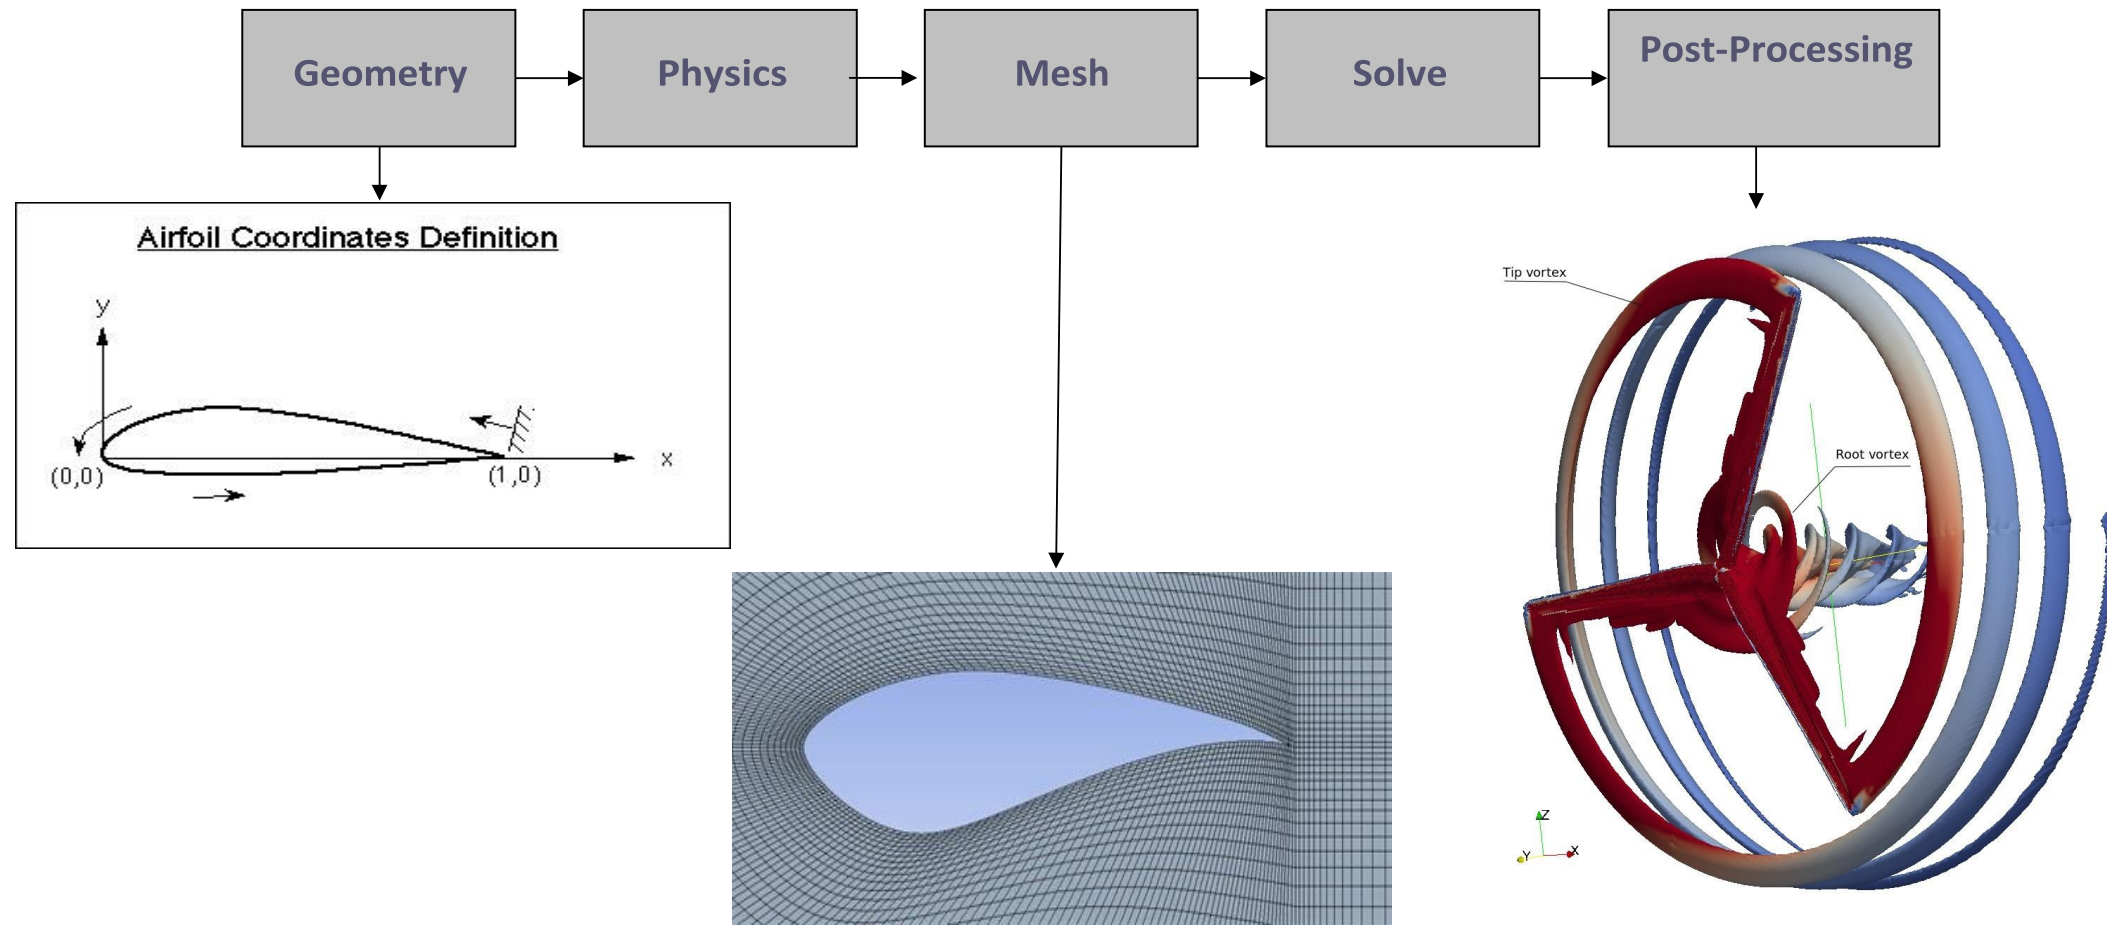 Geometry
Physics
Mesh
Solve
Post-Processing
Airfoil Coordinates Definition
y
x
(0,0)
(1,0)
Tip vortex
Root vortex
Z
Y
X